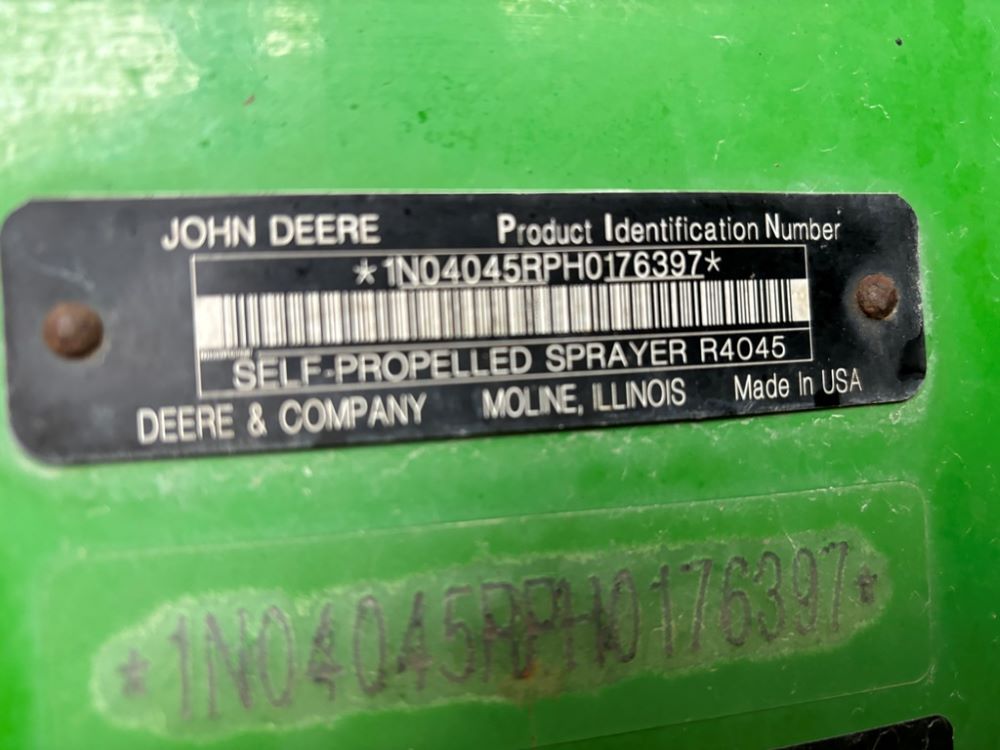 JOHN DEERE Product Identification Number
*1N04045RPH0176397*
SELF-PROPELLED SPRAYER R4045
DEERE & COMPANY MOLINE, ILLINOIS Made In USA
*1N04045RPH0176397*